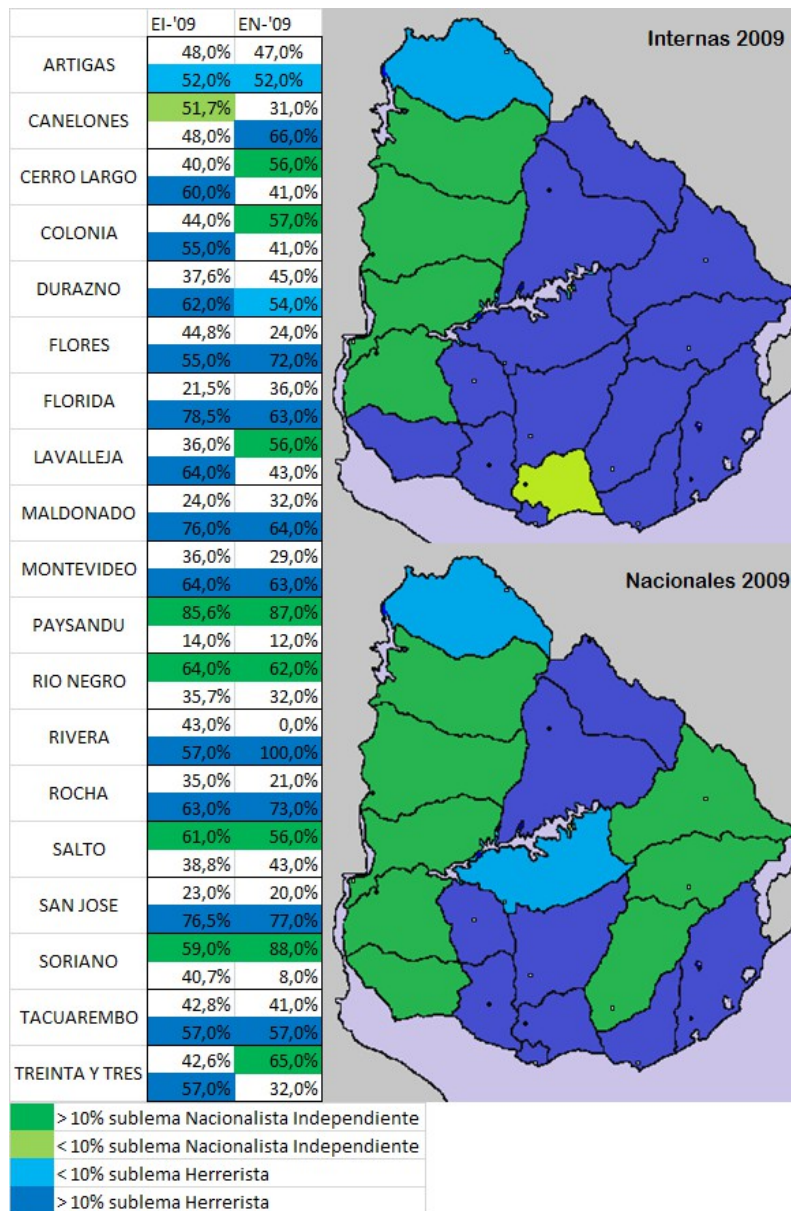 EI-'09 EN-'09
Internas 2009
ARTIGAS
48,0% 47,0%
52,0% 52,0%
CANELONES
51,7% 31,0%
48,0% 66,0%
CERRO LARGO
40,0% 56,0%
60,0% 41,0%
COLONIA
44,0% 57,0%
55,0% 41,0%
DURAZNO
37,6% 45,0%
62,0% 54,0%
FLORES
44,8% 24,0%
55,0% 72,0%
FLORIDA
21,5% 36,0%
78,5% 63,0%
LAVALLEJA
36,0% 56,0%
64,0% 43,0%
MALDONADO
24,0% 32,0%
76,0% 64,0%
MONTEVIDEO
36,0% 29,0%
64,0% 63,0%
Nacionales 2009
PAYSANDU
85,6% 87,0%
14,0% 12,0%
RIO NEGRO
64,0% 62,0%
35,7% 32,0%
RIVERA
43,0% 0,0%
57,0% 100,0%
ROCHA
35,0% 21,0%
63,0% 73,0%
SALTO
61,0% 56,0%
38,8% 43,0%
SAN JOSE
23,0% 20,0%
76,5% 77,0%
SORIANO
59,0% 88,0%
40,7% 8,0%
TACUAREMBO
42,8% 41,0%
57,0% 57,0%
TREINTA Y TRES
42,6% 65,0%
57,0% 32,0%
> 10% sublema Nacionalista Independiente
< 10% sublema Nacionalista Independiente
< 10% sublema Herrerista
> 10% sublema Herrerista